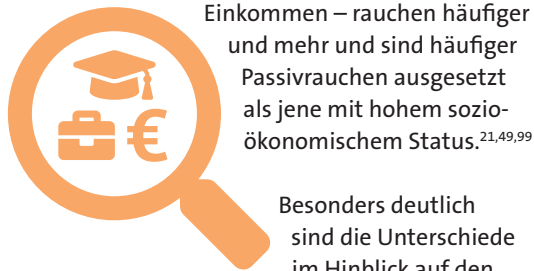 Einkommen – rauchen häufiger
und mehr und sind häufiger
Passivrauchen ausgesetzt
als jene mit hohem sozio-
ökonomischem Status.21,49,99
Besonders deutlich
sind die Unterschiede
im Hinblick auf den